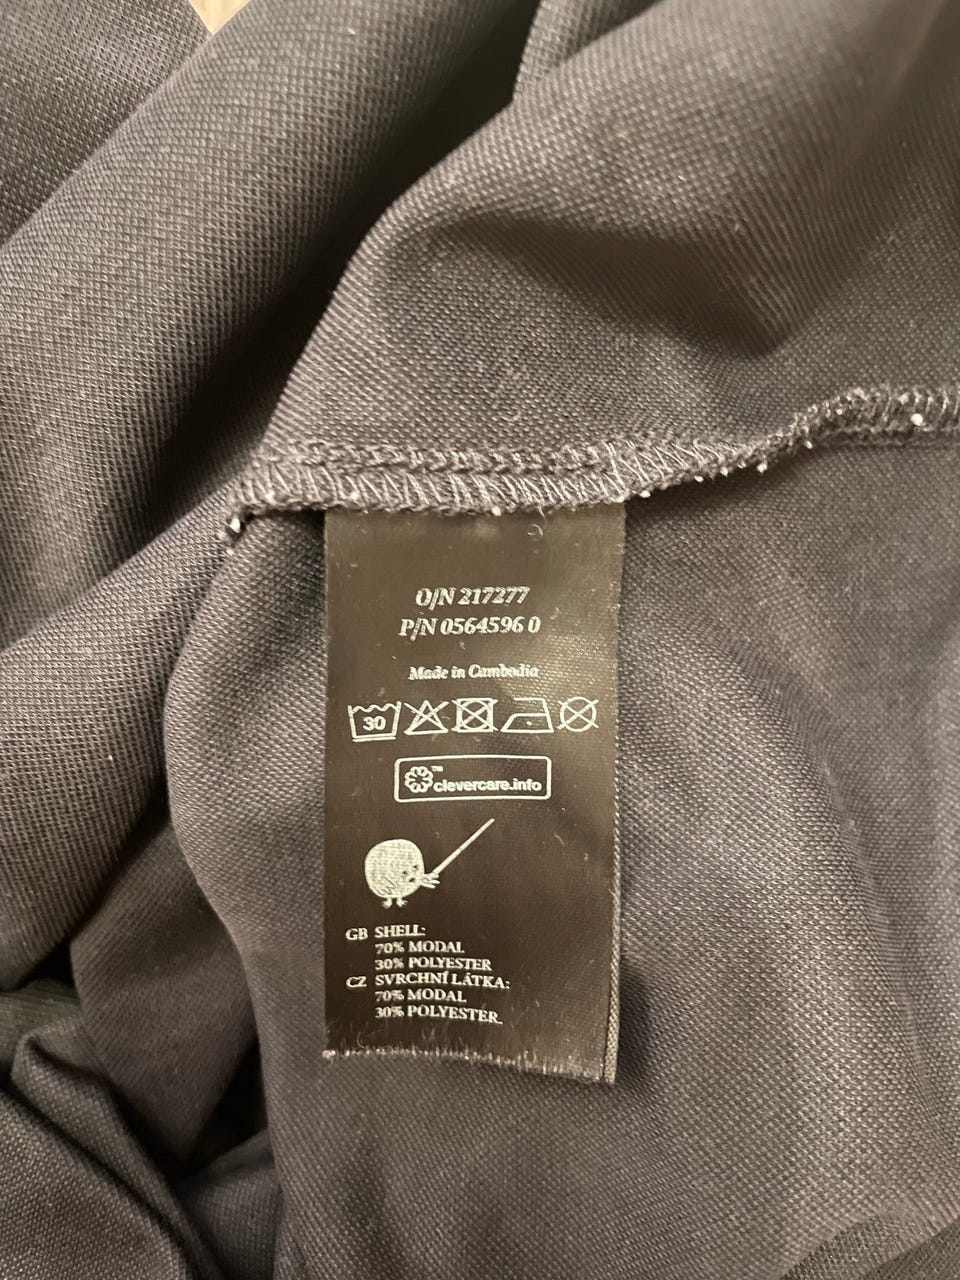 O/N 217277
P/N 0564596 0
Made in Cambodia
30
™clevercare.info
GB SHELL:
70% MODAL
30% POLYESTER
CZ SVRCHNÍ LÁTKA:
70% MODAL
30% POLYESTER